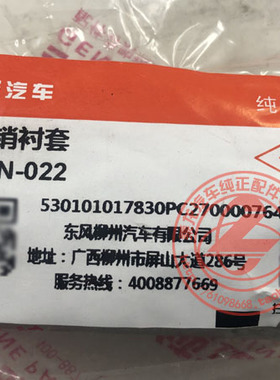 汽车
纯
销衬套
N-022
530101017830PC270000764
东风柳州汽车有限公司
地址：广西柳州市屏山大道286号
服务热线：4008877669